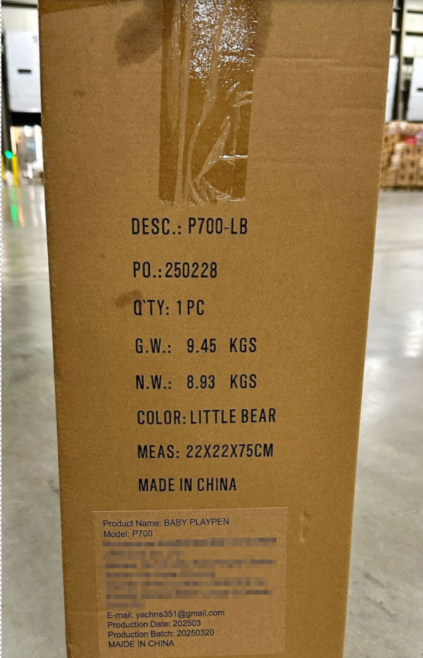 DESC.: P700-LB
PO.: 250228
Q'TY: 1 PC
G.W.: 9.45 KGS
N.W.: 8.93 KGS
COLOR: LITTLE BEAR
MEAS: 22X22X75CM
MADE IN CHINA
Product Name: BABY PLAYPEN
Model: P700
E-mail: yachne351@gmail.com
Production Date: 202503
Production Batch: 20250320
MAIDE IN CHINA